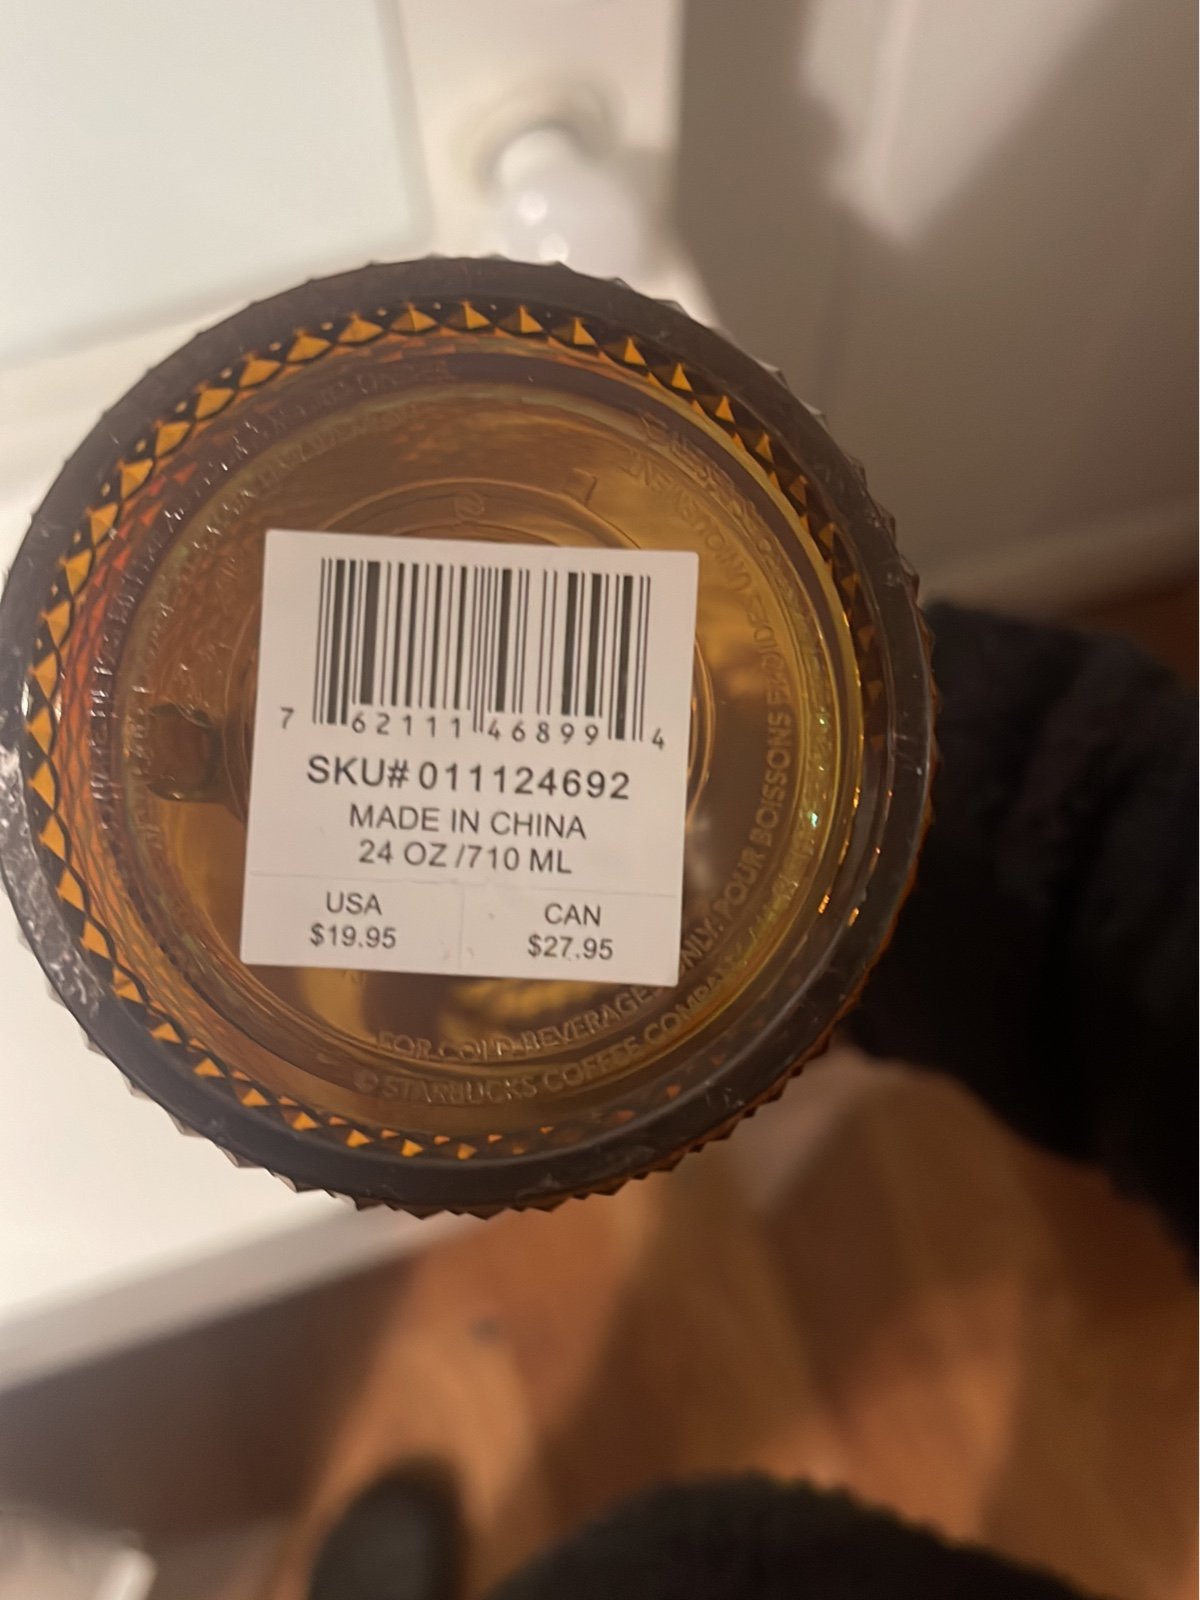 7 62111 46899 4
SKU# 011124692
MADE IN CHINA
24 OZ /710 ML
USA
$19.95
CAN
$27.95
FOR COLD BEVERAGES ONLY. POUR BOISSONS FROIDES UNIQUEMENT
© STARBUCKS COFFEE COMPANY